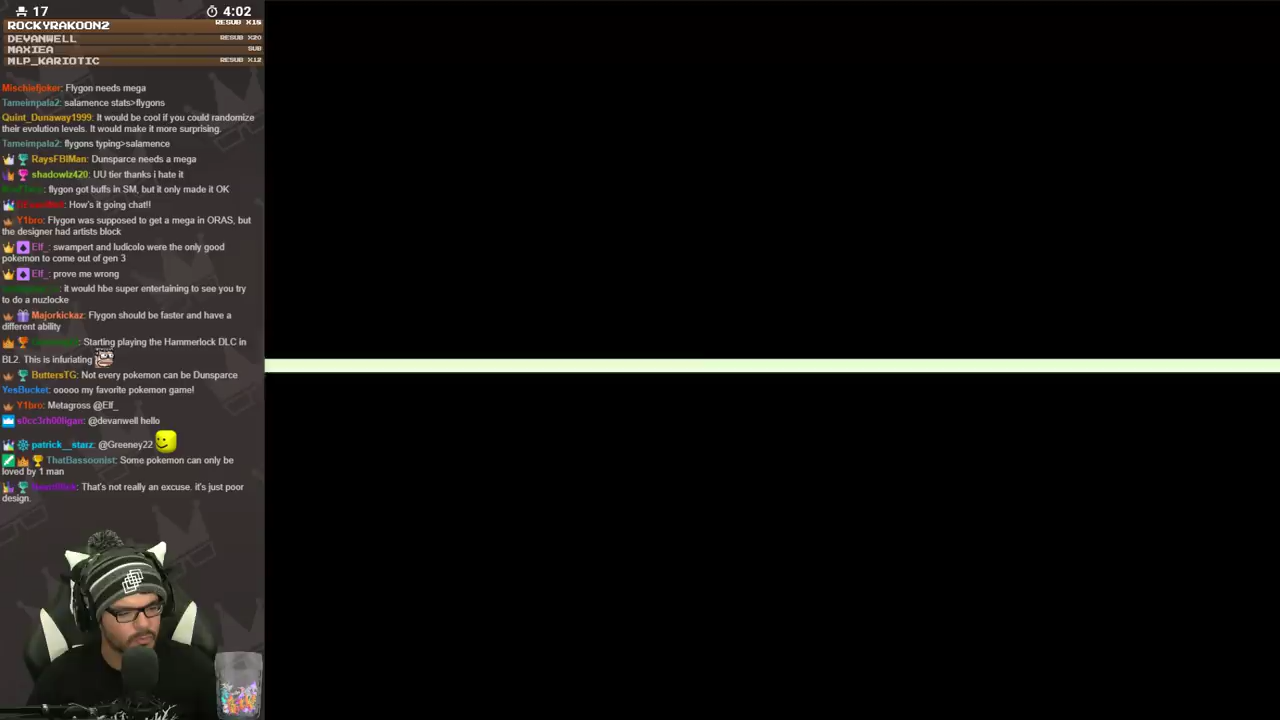 17
4:02
ROCKYRAKOON2 RESUB X15
DEVANWELL RESUB X20
MAXIEA SUB
MLP_KARIOTIC RESUB X12
Mischiefjoker: Flygon needs mega
Tameimpala2: salamence stats>flygons
Quint_Dunaway1999: It would be cool if you could randomize
their evolution levels. It would make it more surprising.
Tameimpala2: flygons typing>salamence
RaysFBIMan: Dunsparce needs a mega
shadowlz420: UU tier thanks i hate it
: flygon got buffs in SM, but it only made it OK
: How's it going chat!!
Y1bro: Flygon was supposed to get a mega in ORAS, but
the designer had artists block
Elf_: swampert and ludicolo were the only good
pokemon to come out of gen 3
Elf_: prove me wrong
: it would hbe super entertaining to see you try
to do a nuzlocke
Majorkickaz: Flygon should be faster and have a
different ability
: Starting playing the Hammerlock DLC in
BL2. This is infuriating
ButtersTG: Not every pokemon can be Dunsparce
YesBucket: ooooo my favorite pokemon game!
Y1bro: Metagross @Elf_
s0cc3rh00ligan: @devanwell hello
patrick__starz: @Greeney22
ThatBassoonist: Some pokemon can only be
loved by 1 man
: That's not really an excuse. it's just poor
design.